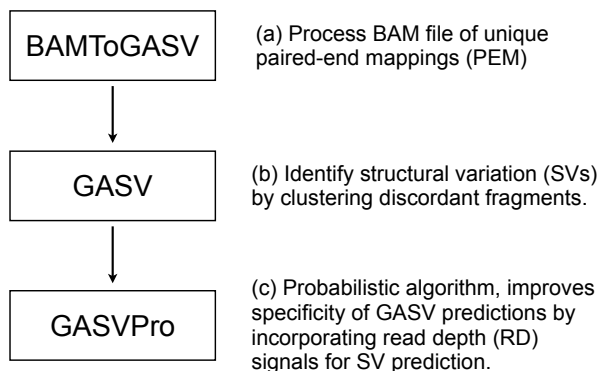 BAMToGASV
(a) Process BAM file of unique
paired-end mappings (PEM)
GASV
(b) Identify structural variation (SVs)
by clustering discordant fragments.
GASVPro
(c) Probabilistic algorithm, improves
specificity of GASV predictions by
incorporating read depth (RD)
signals for SV prediction.